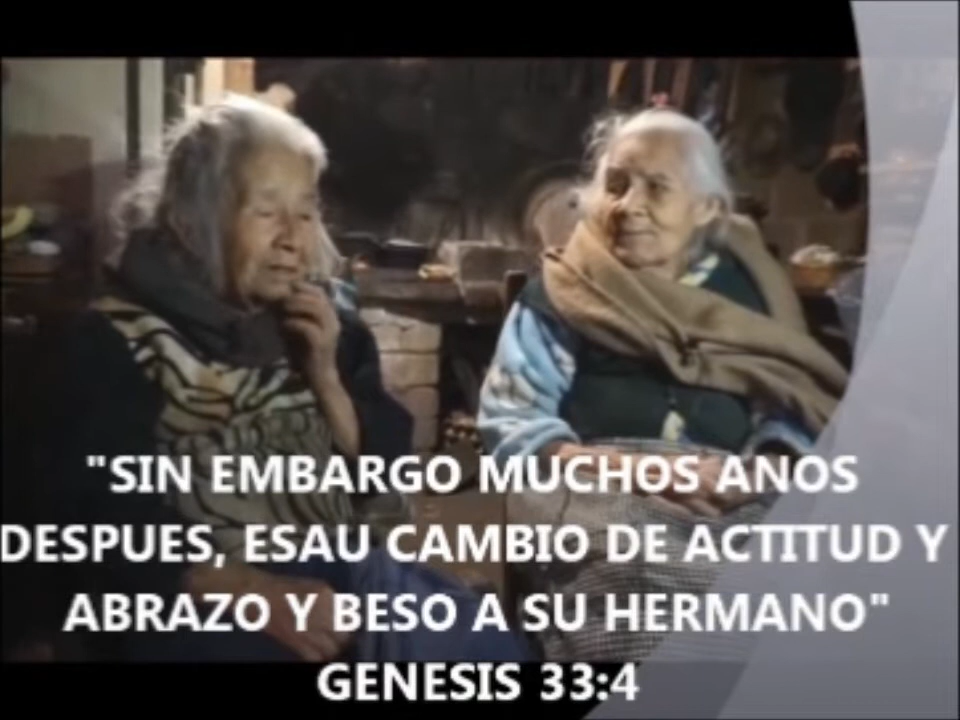 "SIN EMBARGO MUCHOS ANOS
DESPUES, ESAU CAMBIO DE ACTITUD Y
ABRAZO Y BESO A SU HERMANO"
GENESIS 33:4